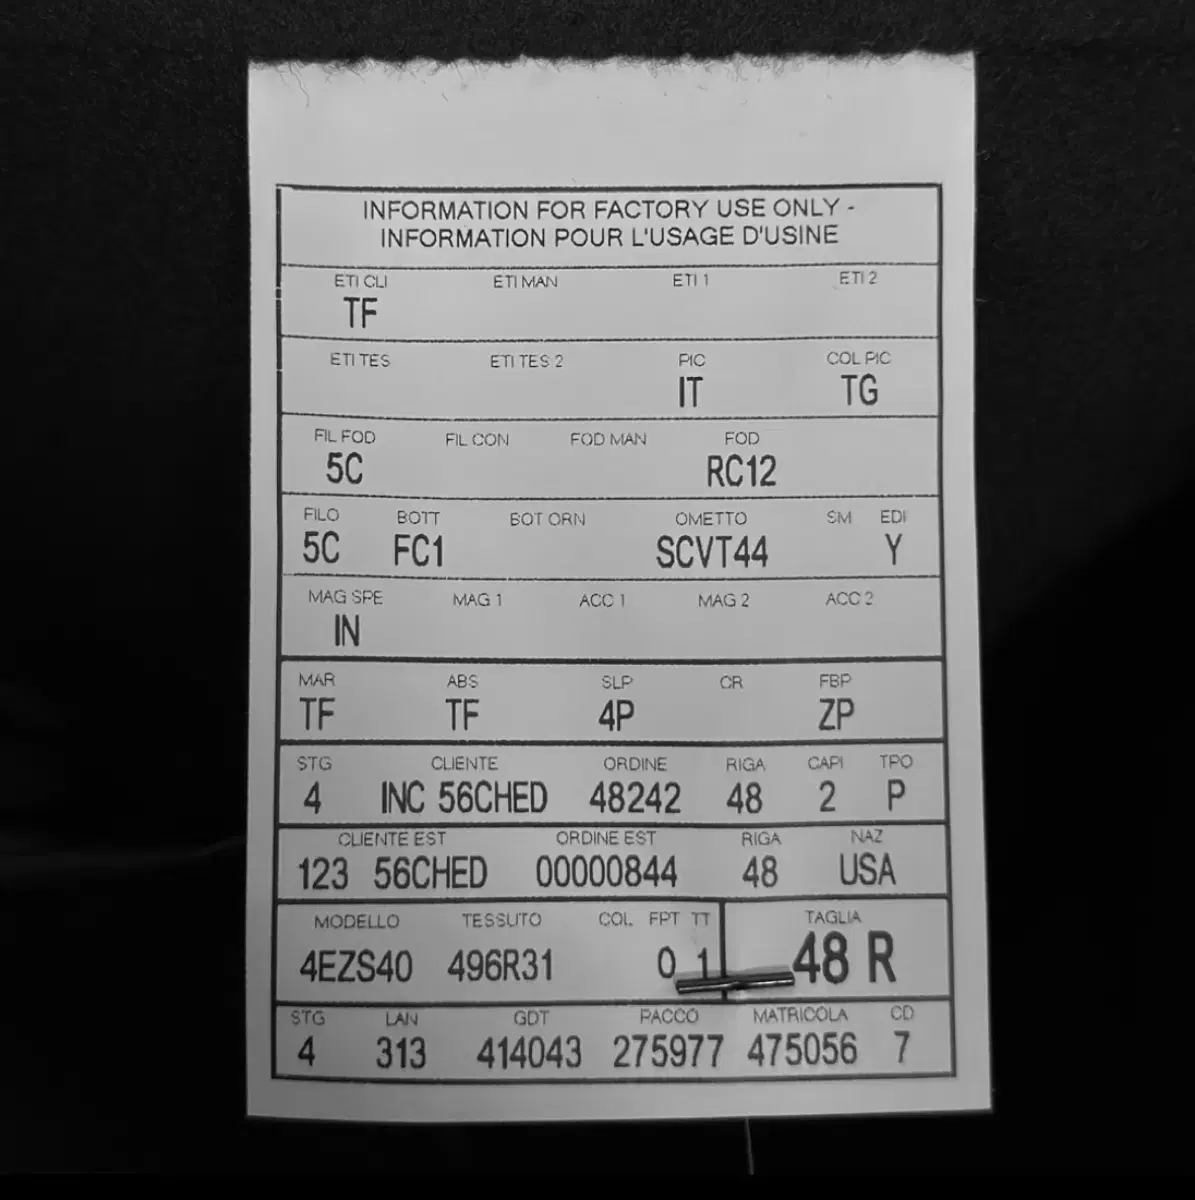 INFORMATION FOR FACTORY USE ONLY -
INFORMATION POUR L'USAGE D'USINE
ETI CLI ETI MAN ETI 1 ETI 2
TF
ETI TES ETI TES 2 PIC COL PIC
IT TG
FIL FOD FIL CON FOD MAN FOD
5C RC12
FILO BOTT BOT ORN OMETTO SM EDI
5C FC1 SCVT44 Y
MAG SPE MAG 1 ACC 1 MAG 2 ACC 2
IN
MAR ABS SLP CR FBP
TF TF 4P ZP
STG CLIENTE ORDINE RIGA CAPI TPO
4 INC 56CHED 48242 48 2 P
CLIENTE EST ORDINE EST RIGA NAZ
123 56CHED 00000844 48 USA
MODELLO TESSUTO COL FPT TT TAGLIA
4EZS40 496R31 0 1 48 R
STG LAN GDT PACCO MATRICOLA CD
4 313 414043 275977 475056 7